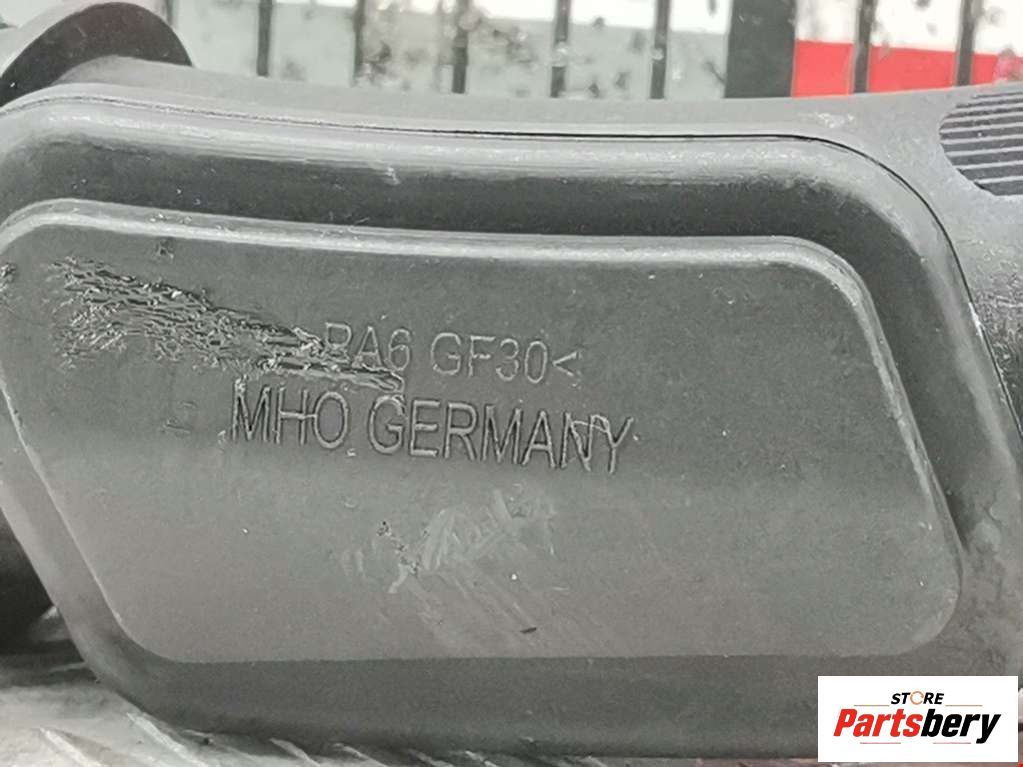 PA6 GF30<
MHO GERMANY
STORE
Partsbery